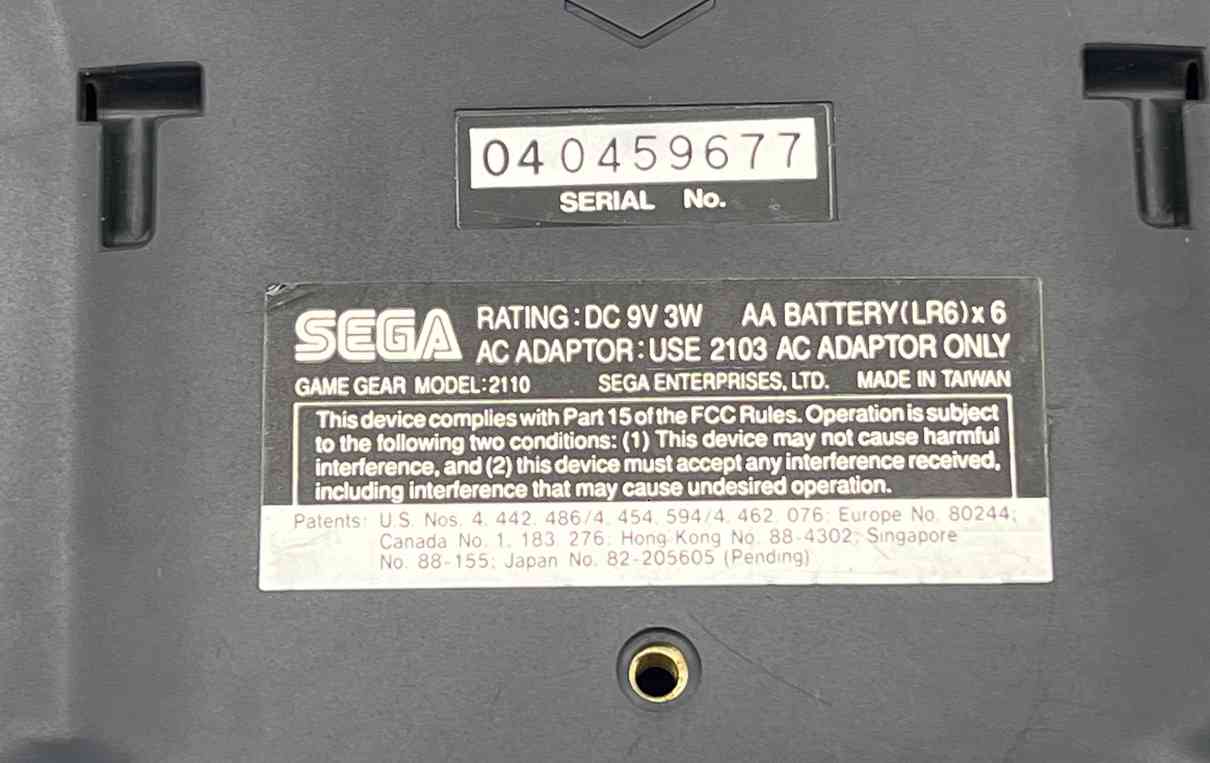 040459677
SERIAL No.
SEGA RATING: DC 9V 3W AA BATTERY(LR6)x 6
AC ADAPTOR: USE 2103 AC ADAPTOR ONLY
GAME GEAR MODEL:2110 SEGA ENTERPRISES, LTD. MADE IN TAIWAN
This device complies with Part 15 of the FCC Rules. Operation is subject
to the following two conditions: (1) This device may not cause harmful
interference, and (2) this device must accept any interference received,
including interference that may cause undesired operation.
Patents: U.S. Nos. 4. 442. 486/4. 454. 594/4. 462. 076: Europe No. 80244;
Canada No. 1. 183. 276: Hong Kong No. 88-4302; Singapore
No. 88-155; Japan No. 82-205605 (Pending)